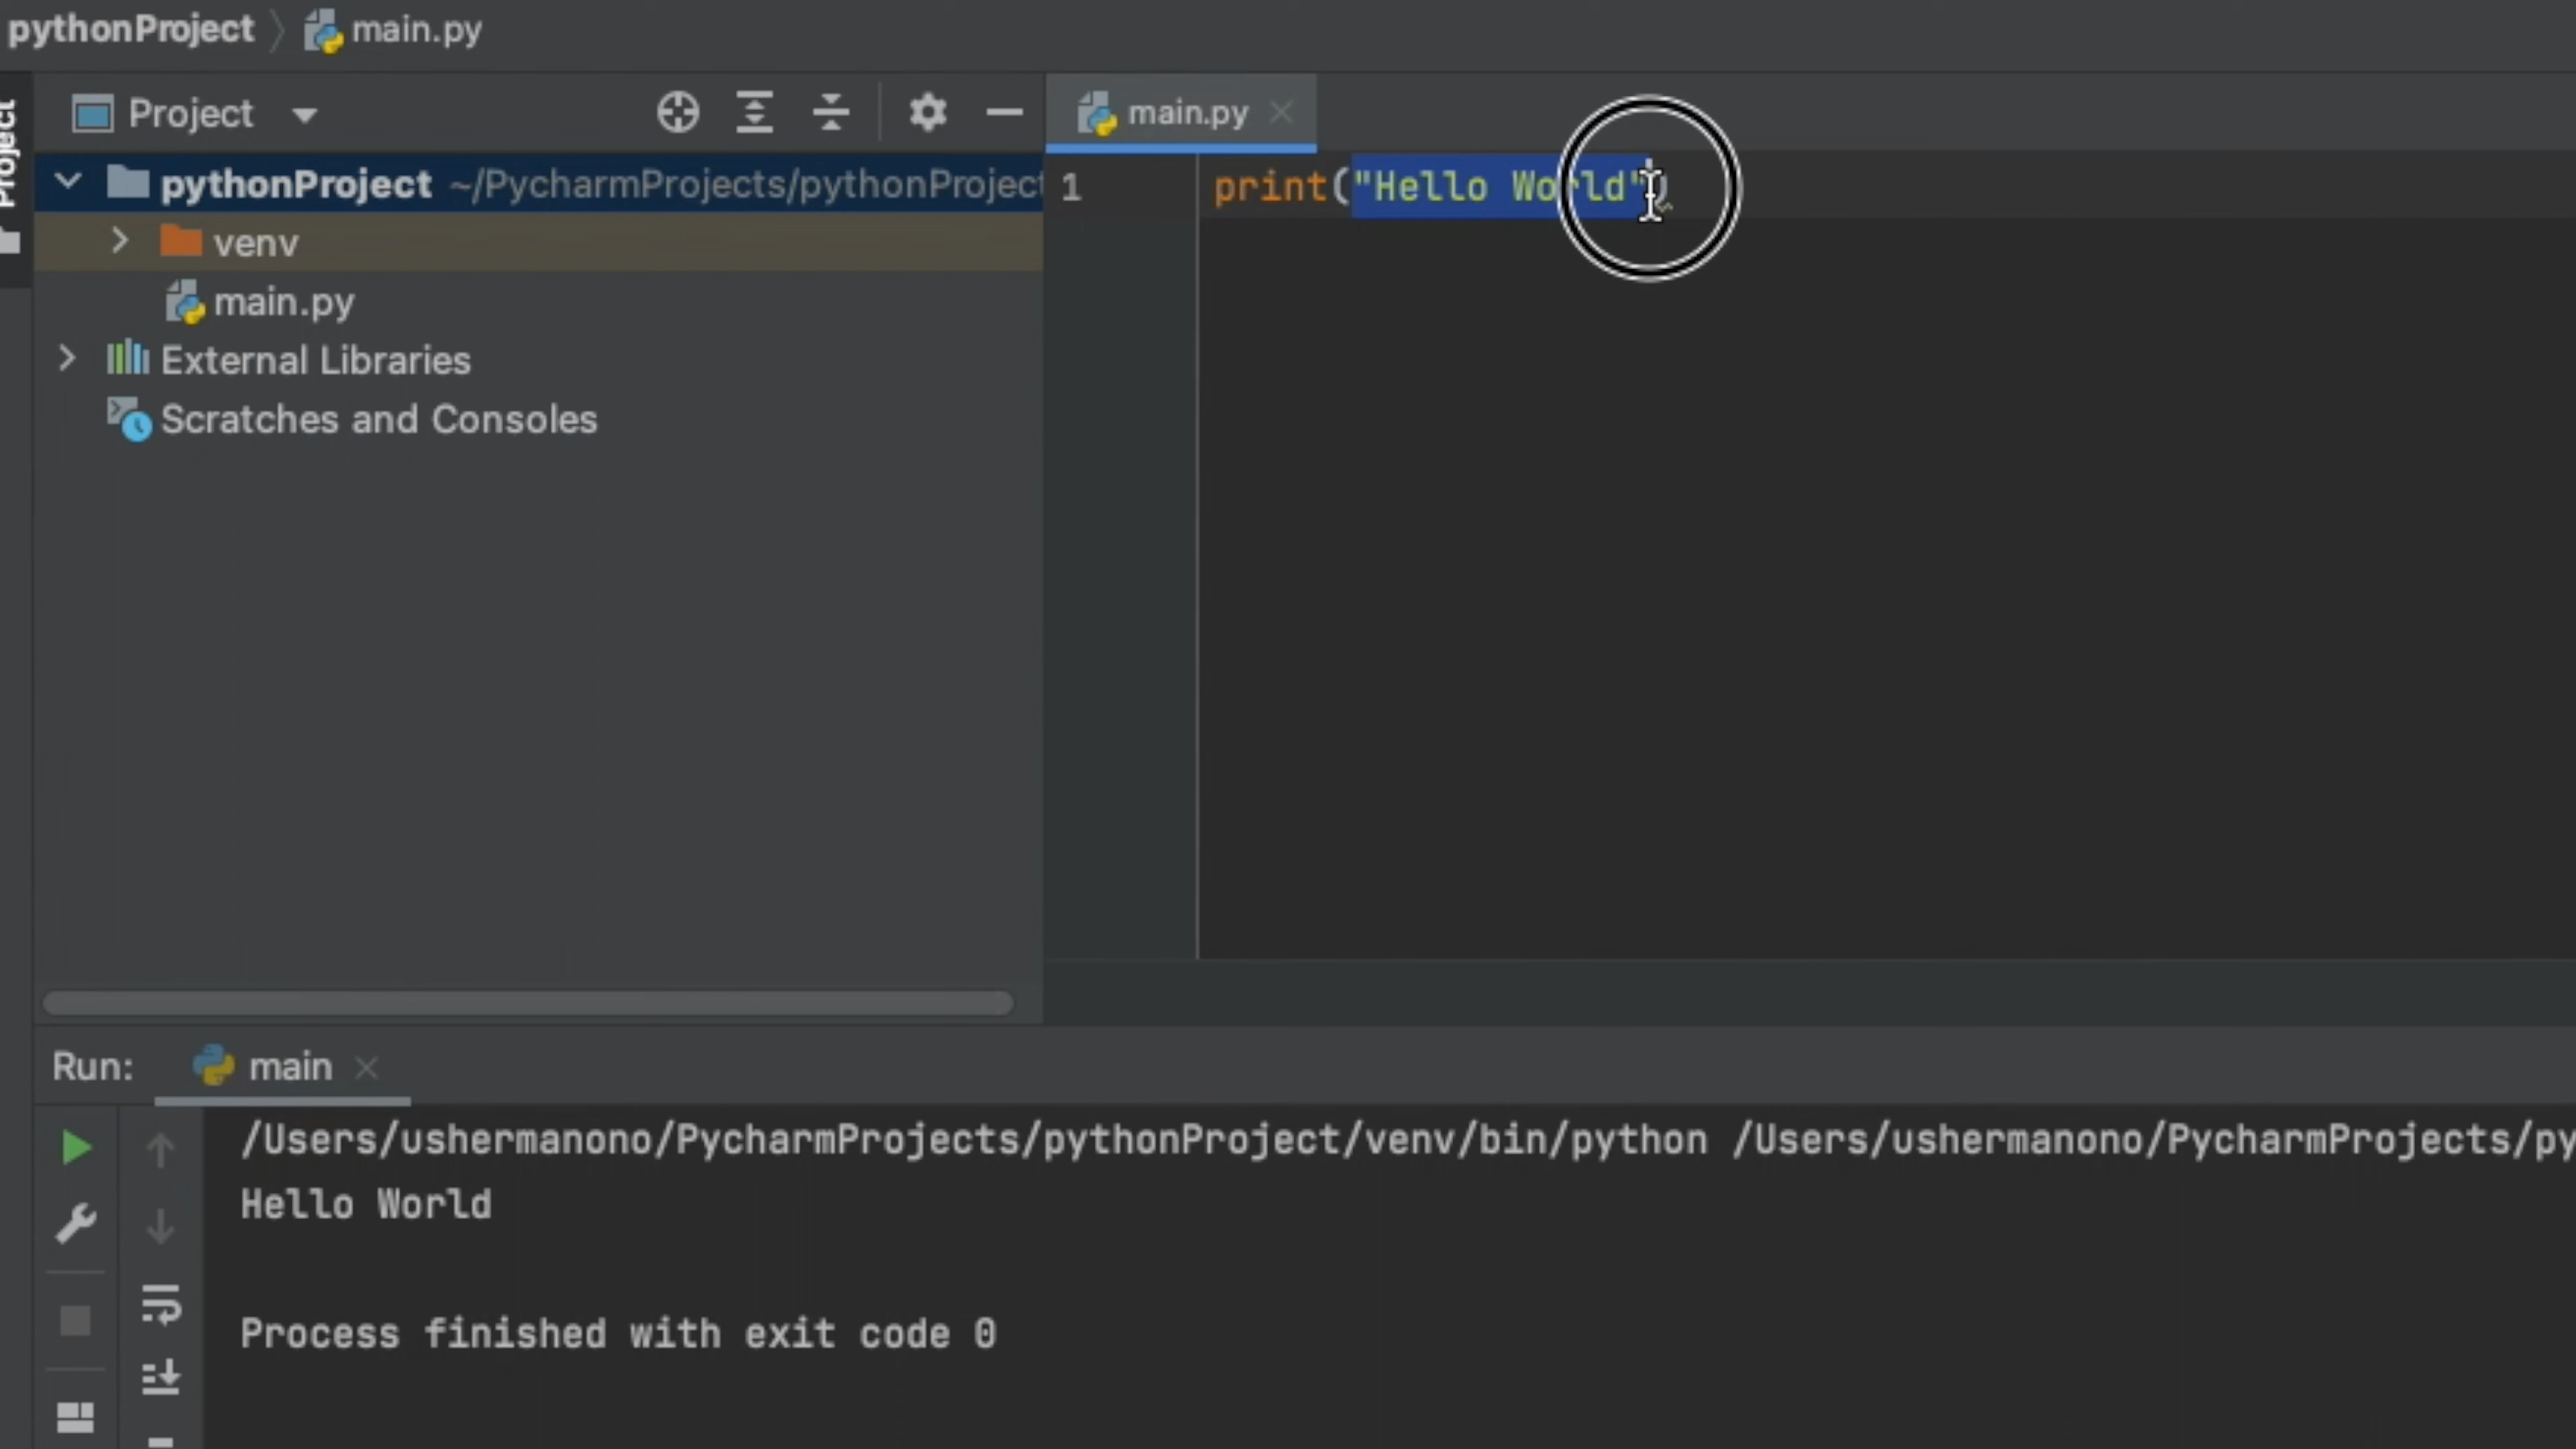 pythonProject main.py
Project
Project
main.py
pythonProject ~/PycharmProjects/pythonProject
venv
main.py
External Libraries
Scratches and Consoles
1 print("Hello World")
Run: main
/Users/ushermanono/PycharmProjects/pythonProject/venv/bin/python /Users/ushermanono/PycharmProjects/py
Hello World
Process finished with exit code 0